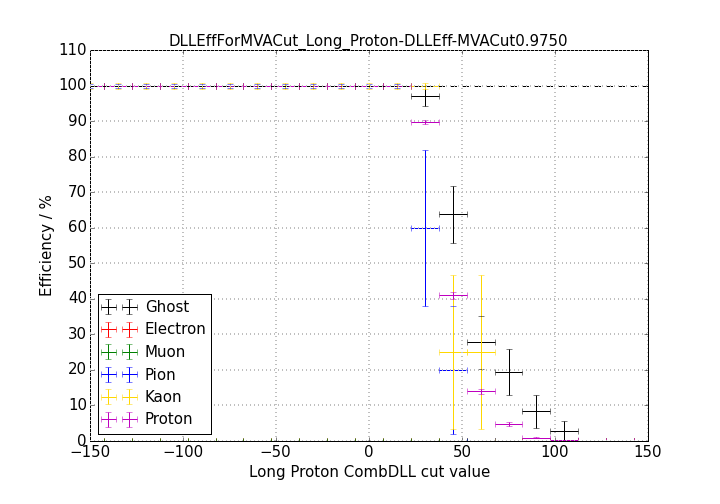 DLLEffForMVACut_Long_Proton-DLLEff-MVACut0.9750
110
100
90
80
70
60
50
40
30
20
10
0
Efficiency / %
Ghost
Electron
Muon
Pion
Kaon
Proton
−150 −100 −50 0 50 100 150
Long Proton CombDLL cut value